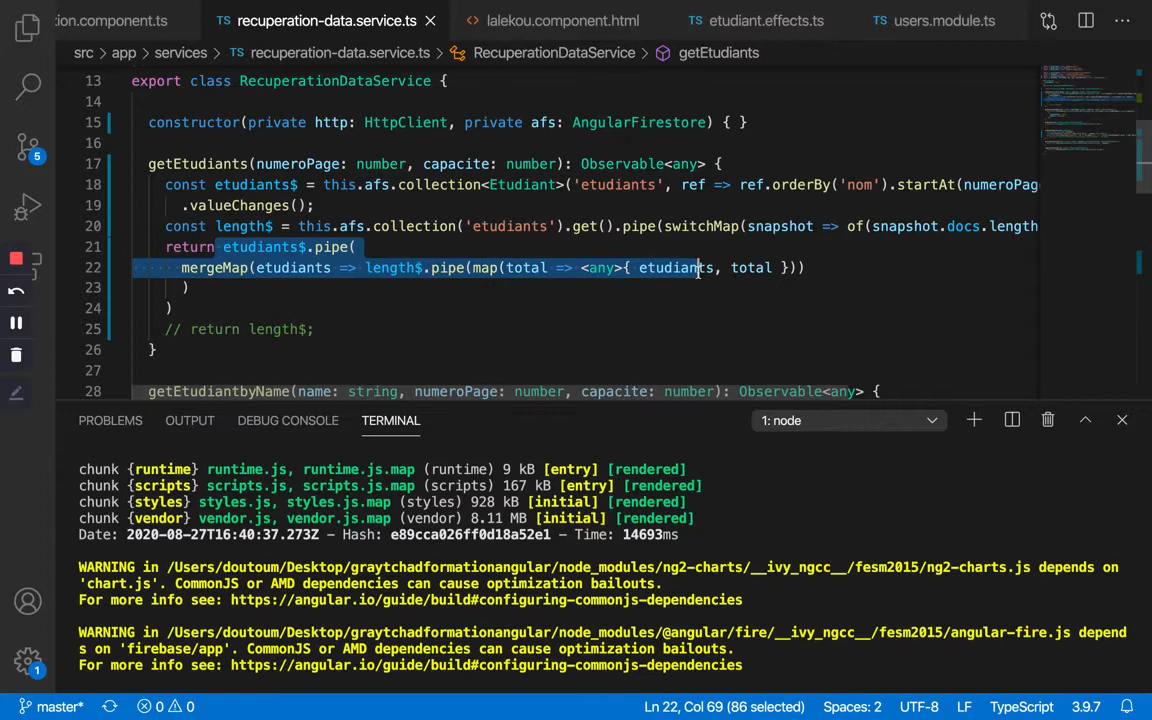 tion.component.ts
TS recuperation-data.service.ts
<> lalekou.component.html
TS etudiant.effects.ts
TS users.module.ts
src > app > services > TS recuperation-data.service.ts > RecuperationDataService > getEtudiants
13 export class RecuperationDataService {
14
15 constructor(private http: HttpClient, private afs: AngularFirestore) { }
16
17 getEtudiants(numeroPage: number, capacite: number): Observable<any> {
18 const etudiants$ = this.afs.collection<Etudiant>('etudiants', ref => ref.orderBy('nom').startAt(numeroPag
19 .valueChanges();
20 const length$ = this.afs.collection('etudiants').get().pipe(switchMap(snapshot => of(snapshot.docs.length
21 return etudiants$.pipe(
22 mergeMap(etudiants => length$.pipe(map(total => <any>{ etudiants, total }))
23 )
24 )
25 // return length$;
26 }
27
28 getEtudiantbyName(name: string, numeroPage: number, capacite: number): Observable<any> {
5
1
PROBLEMS OUTPUT DEBUG CONSOLE TERMINAL 1: node
chunk {runtime} runtime.js, runtime.js.map (runtime) 9 kB [entry] [rendered]
chunk {scripts} scripts.js, scripts.js.map (scripts) 167 kB [entry] [rendered]
chunk {styles} styles.js, styles.js.map (styles) 928 kB [initial] [rendered]
chunk {vendor} vendor.js, vendor.js.map (vendor) 8.11 MB [initial] [rendered]
Date: 2020-08-27T16:40:37.273Z - Hash: e89cca026ff0d18a52e1 - Time: 14693ms
WARNING in /Users/doutoum/Desktop/graytchadformationangular/node_modules/ng2-charts/__ivy_ngcc__/fesm2015/ng2-charts.js depends on
'chart.js'. CommonJS or AMD dependencies can cause optimization bailouts.
For more info see: https://angular.io/guide/build#configuring-commonjs-dependencies
WARNING in /Users/doutoum/Desktop/graytchadformationangular/node_modules/@angular/fire/__ivy_ngcc__/fesm2015/angular-fire.js depend
s on 'firebase/app'. CommonJS or AMD dependencies can cause optimization bailouts.
For more info see: https://angular.io/guide/build#configuring-commonjs-dependencies
master* 0 0 Ln 22, Col 69 (86 selected) Spaces: 2 UTF-8 LF TypeScript 3.9.7